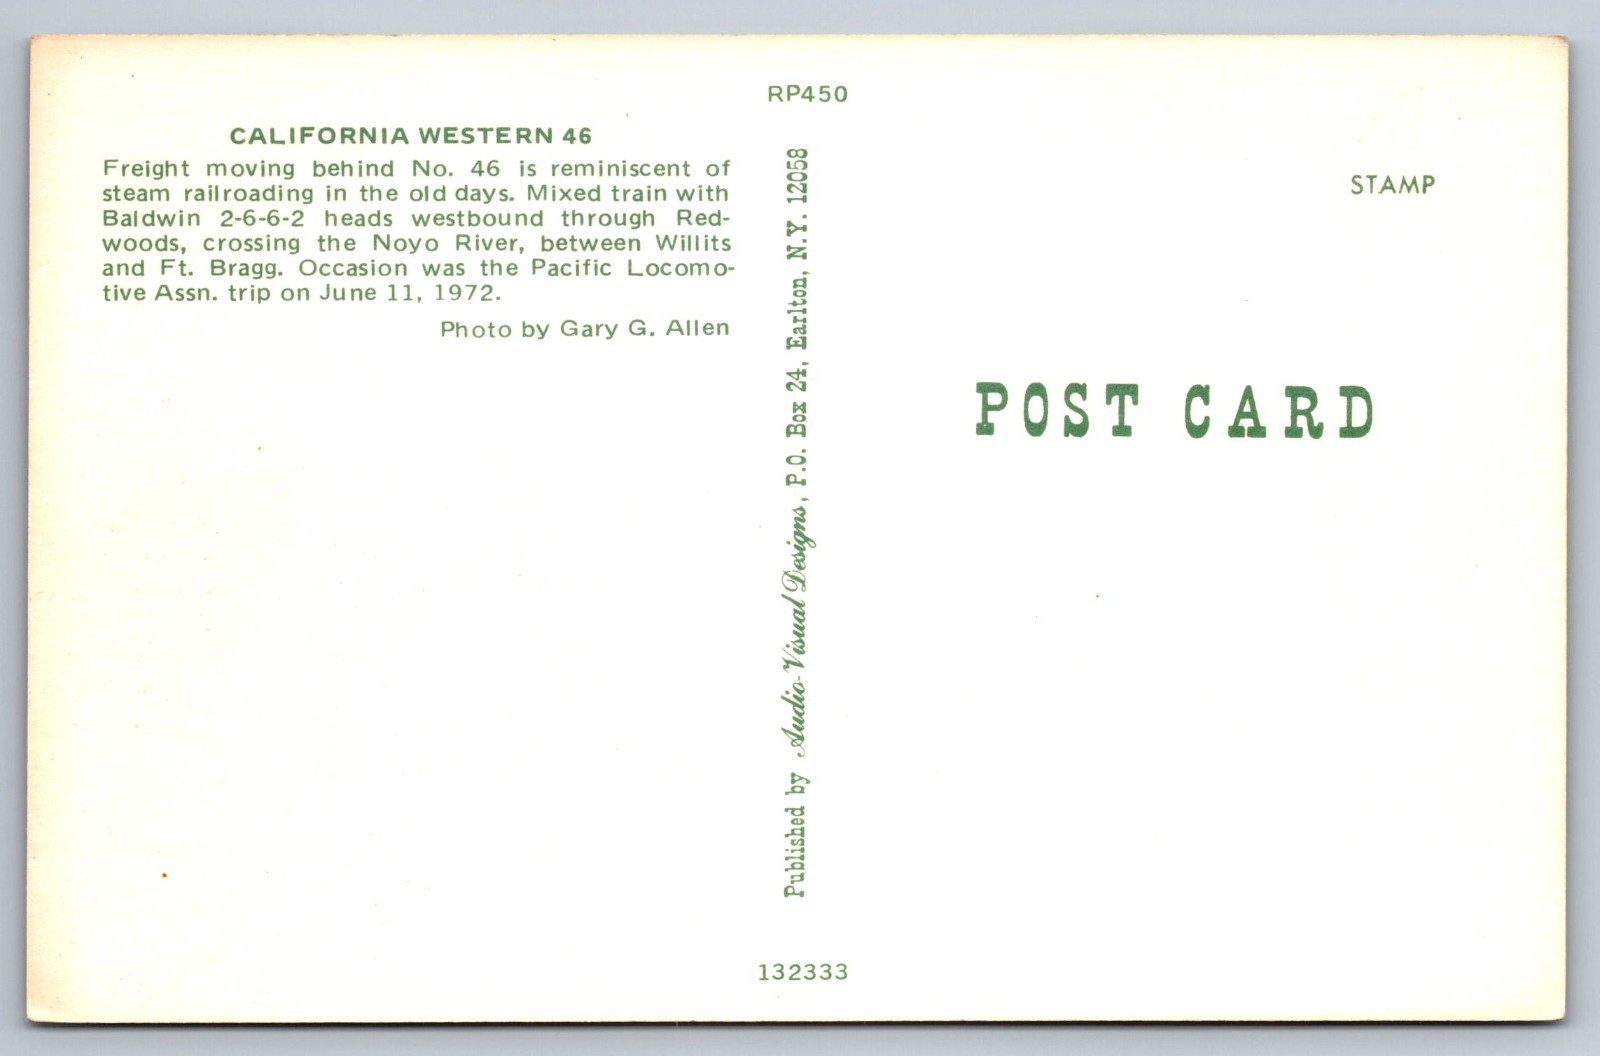 RP450
CALIFORNIA WESTERN 46
Freight moving behind No. 46 is reminiscent of
steam railroading in the old days. Mixed train with
Baldwin 2-6-6-2 heads westbound through Red-
woods, crossing the Noyo River, between Willits
and Ft. Bragg. Occasion was the Pacific Locomo-
tive Assn. trip on June 11, 1972.
Photo by Gary G. Allen
Published by Audio-Visual Designs, P.O. Box 24, Earlton, N.Y. 12058
STAMP
POST CARD
132333